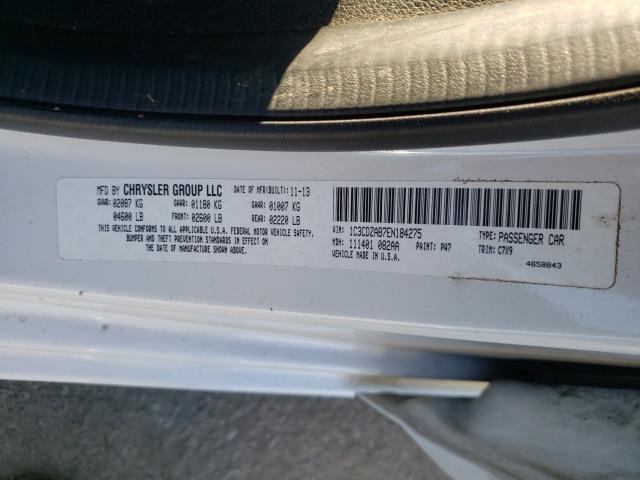 MFD BY CHRYSLER GROUP LLC DATE OF MFR(BUILT): 11-13
GVWR: 02087 KG GAWR: 01180 KG GAWR: 01007 KG
04600 LB FRONT: 02600 LB REAR: 02220 LB
THIS VEHICLE CONFORMS TO ALL APPLICABLE U.S.A. FEDERAL MOTOR VEHICLE SAFETY,
BUMPER AND THEFT PREVENTION STANDARDS IN EFFECT ON
THE DATE OF MANUFACTURE SHOWN ABOVE.
VIN: 1C3CDZAB7EN184275 TYPE: PASSENGER CAR
MDH: 111401 082AA PAINT: PW7 TRIM: C7X9
VEHICLE MADE IN U.S.A.
4658843